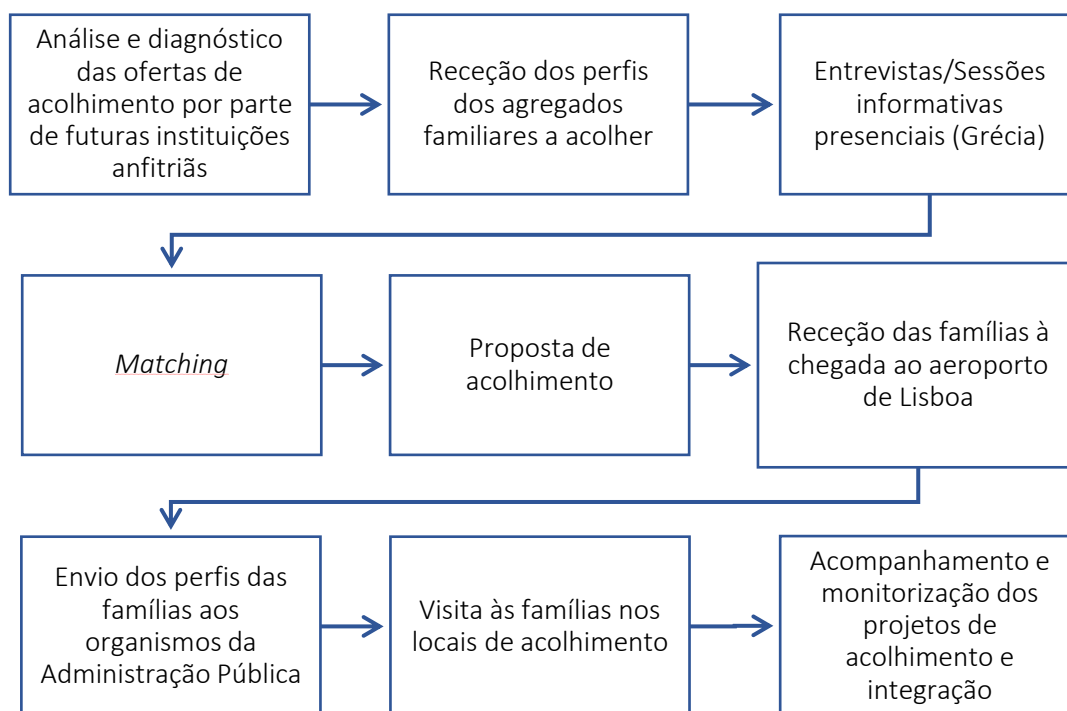 Análise e diagnóstico
das ofertas de
acolhimento por parte
de futuras instituições
anfitriãs
Receção dos perfis
dos agregados
familiares a acolher
Entrevistas/Sessões
informativas
presenciais (Grécia)
Matching
Proposta de
acolhimento
Receção das famílias à
chegada ao aeroporto
de Lisboa
Envio dos perfis das
famílias aos
organismos da
Administração Pública
Visita às famílias nos
locais de acolhimento
Acompanhamento e
monitorização dos
projetos de
acolhimento e
integração